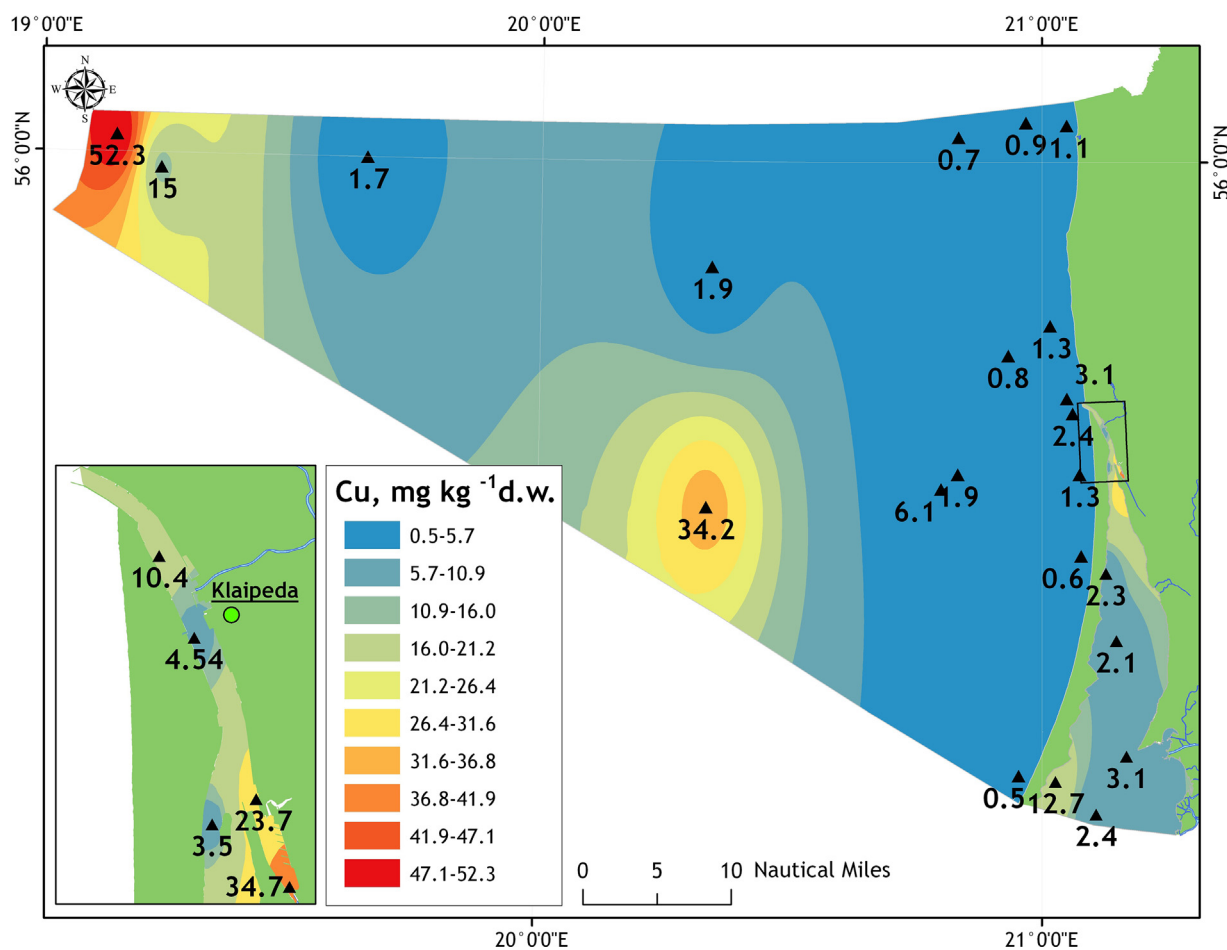 19°0'0"E
20°0'0"E
21°0'0"E
N
W
E
S
56°0'0"N
56°0'0"N
52.3
15
1.7
0.7
0.9
1.1
1.9
1.3
0.8
3.1
2.4
34.2
6.1
1.9
1.3
0.6
2.3
2.1
3.1
0.5
12.7
2.4
10.4
Klaipeda
4.54
23.7
3.5
34.7
Cu, mg kg -1d.w.
0.5-5.7
5.7-10.9
10.9-16.0
16.0-21.2
21.2-26.4
26.4-31.6
31.6-36.8
36.8-41.9
41.9-47.1
47.1-52.3
0 5 10 Nautical Miles
20°0'0"E
21°0'0"E